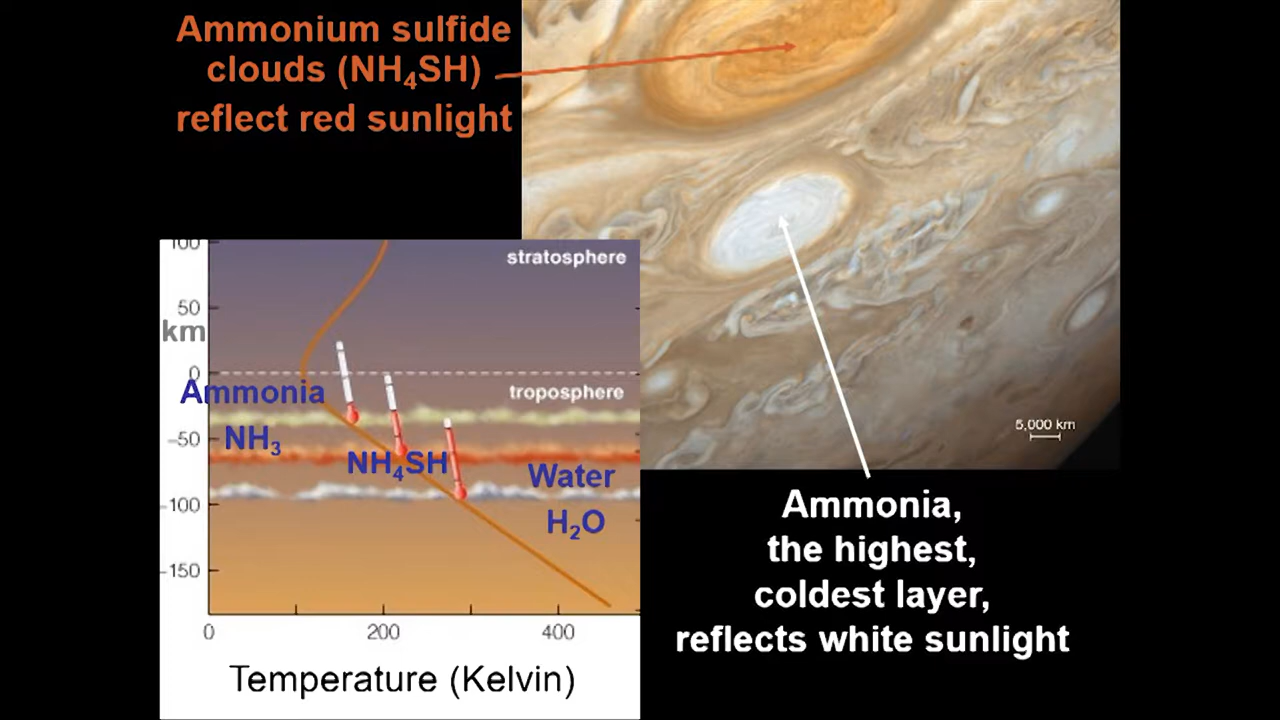 Ammonium sulfide
clouds (NH₄SH)
reflect red sunlight
100
stratosphere
50
km
0
Ammonia
troposphere
-50
NH₃
NH₄SH
Water
-100
H₂O
-150
0
200
400
Temperature (Kelvin)
5,000 km
Ammonia,
the highest,
coldest layer,
reflects white sunlight